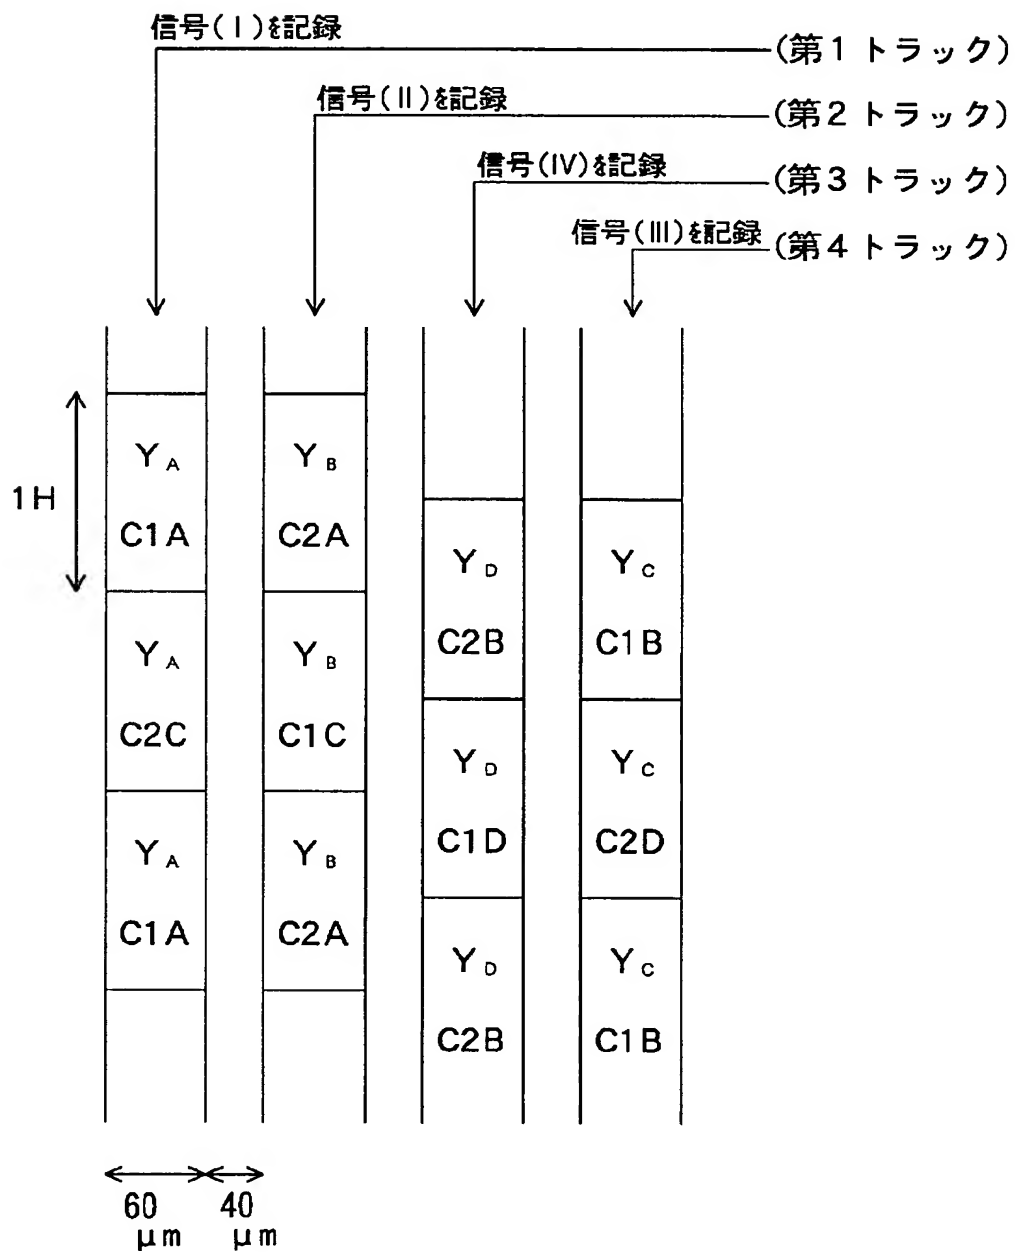 信号(I)を記録
(第1トラック)
信号(II)を記録
(第2トラック)
信号(IV)を記録
(第3トラック)
信号(III)を記録
(第4トラック)
1H
YA
C1A
YA
C2C
YA
C1A
YB
C2A
YB
C1C
YB
C2A
YD
C2B
YD
C1D
YD
C2B
YC
C1B
YC
C2D
YC
C1B
60
μm
40
μm